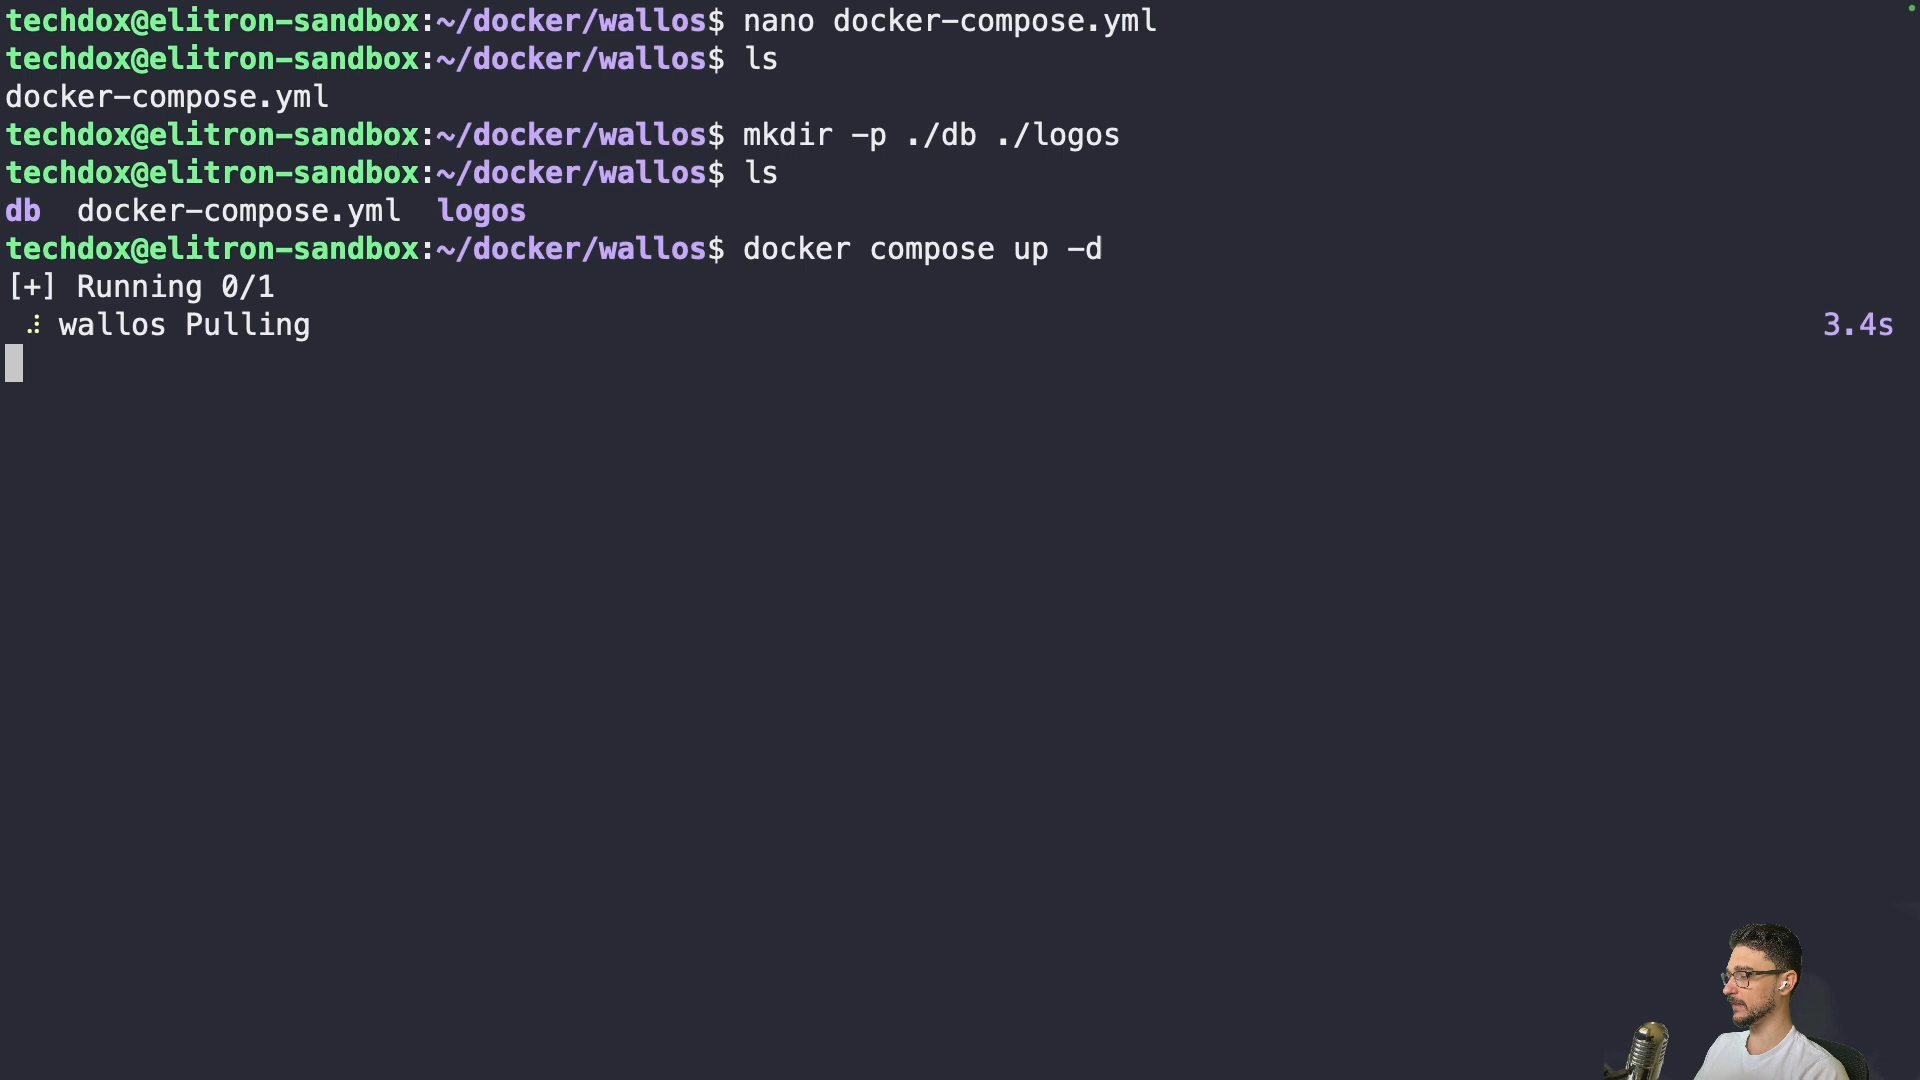 techdox@elitron-sandbox:~/docker/wallos$ nano docker-compose.yml
techdox@elitron-sandbox:~/docker/wallos$ ls
docker-compose.yml
techdox@elitron-sandbox:~/docker/wallos$ mkdir -p ./db ./logos
techdox@elitron-sandbox:~/docker/wallos$ ls
db  docker-compose.yml  logos
techdox@elitron-sandbox:~/docker/wallos$ docker compose up -d
[+] Running 0/1
⠼ wallos Pulling 3.4s